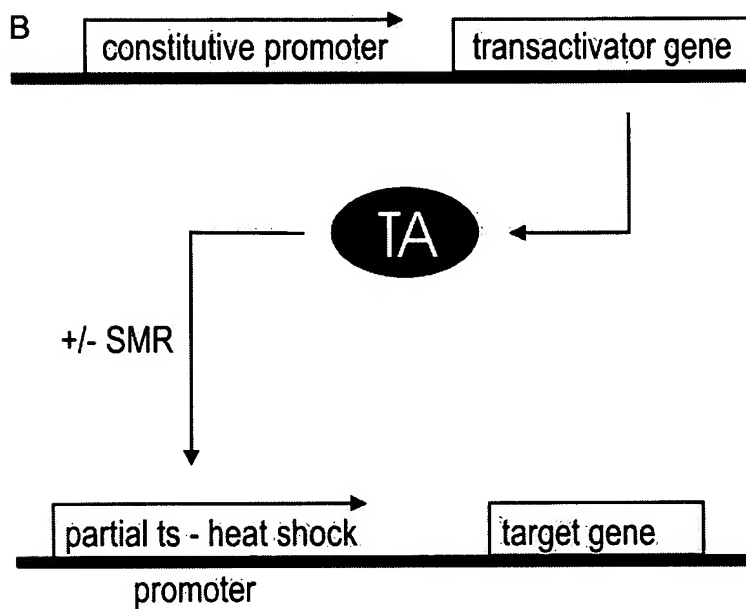 B
constitutive promoter
transactivator gene
TA
+/- SMR
partial ts - heat shock
promoter
target gene